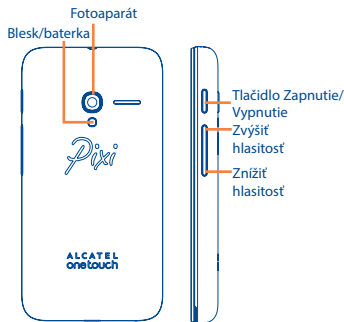 Fotoaparát
Blesk/baterka
Tlačidlo Zapnutie/
Vypnutie
Zvýšiť
hlasitosť
Znížiť
hlasitosť
Pixi
ALCATEL
onetouch